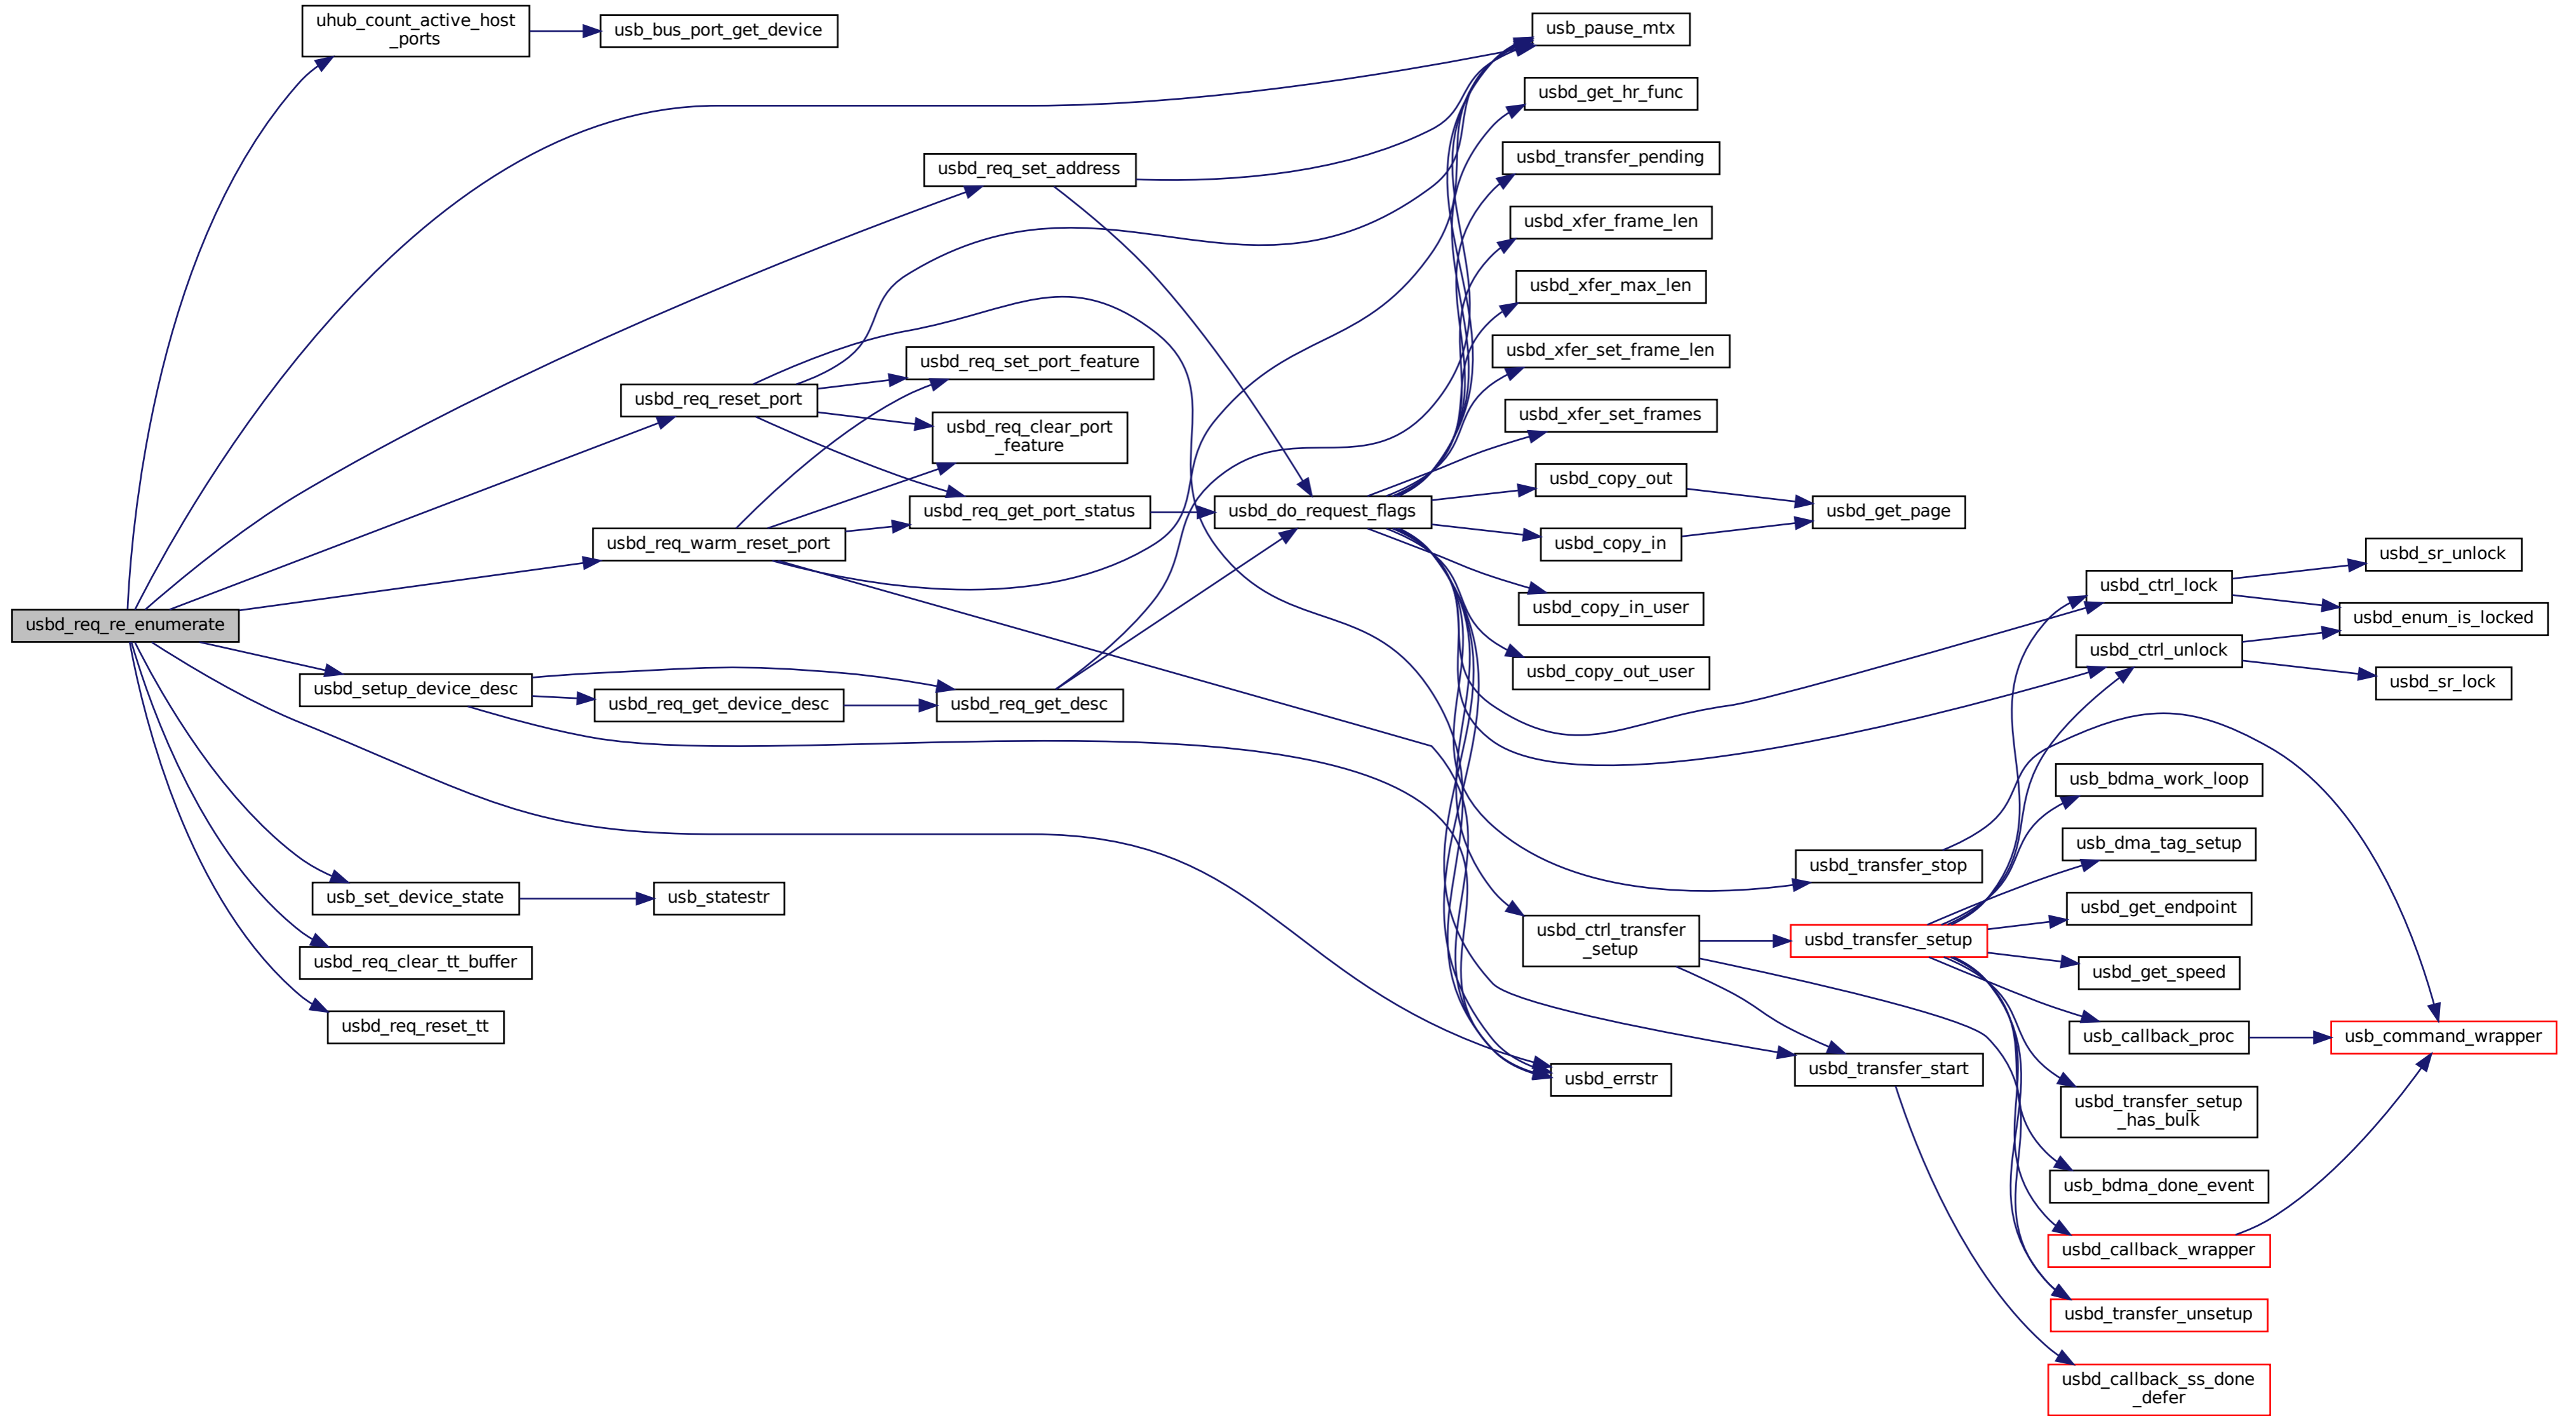 uhub_count_active_host
_ports
usb_bus_port_get_device
usb_pause_mtx
usbd_get_hr_func
usbd_transfer_pending
usbd_req_set_address
usbd_xfer_frame_len
usbd_xfer_max_len
usbd_xfer_set_frame_len
usbd_req_set_port_feature
usbd_req_reset_port
usbd_xfer_set_frames
usbd_req_clear_port
_feature
usbd_copy_out
usbd_req_get_port_status
usbd_do_request_flags
usbd_get_page
usbd_req_warm_reset_port
usbd_copy_in
usbd_sr_unlock
usbd_ctrl_lock
usbd_copy_in_user
usbd_enum_is_locked
usbd_req_re_enumerate
usbd_ctrl_unlock
usbd_copy_out_user
usbd_sr_lock
usbd_setup_device_desc
usbd_req_get_device_desc
usbd_req_get_desc
usb_bdma_work_loop
usb_dma_tag_setup
usbd_transfer_stop
usb_set_device_state
usb_statestr
usbd_get_endpoint
usbd_ctrl_transfer
_setup
usbd_transfer_setup
usbd_req_clear_tt_buffer
usbd_get_speed
usbd_req_reset_tt
usb_callback_proc
usb_command_wrapper
usbd_transfer_start
usbd_errstr
usbd_transfer_setup
_has_bulk
usb_bdma_done_event
usbd_callback_wrapper
usbd_transfer_unsetup
usbd_callback_ss_done
_defer